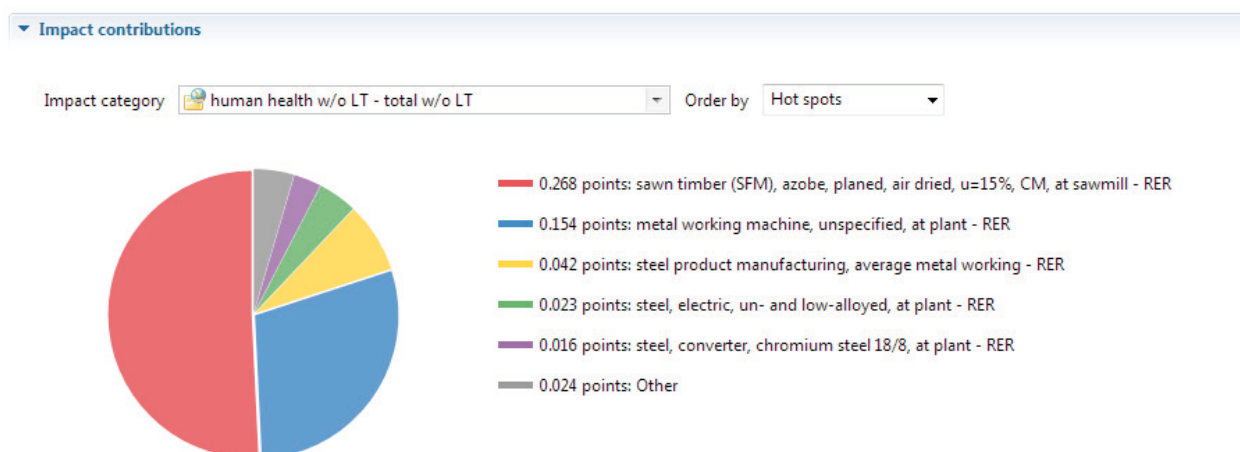 Impact contributions
Impact category human health w/o LT - total w/o LT Order by Hot spots
0.268 points: sawn timber (SFM), azobe, planed, air dried, u=15%, CM, at sawmill - RER
0.154 points: metal working machine, unspecified, at plant - RER
0.042 points: steel product manufacturing, average metal working - RER
0.023 points: steel, electric, un- and low-alloyed, at plant - RER
0.016 points: steel, converter, chromium steel 18/8, at plant - RER
0.024 points: Other